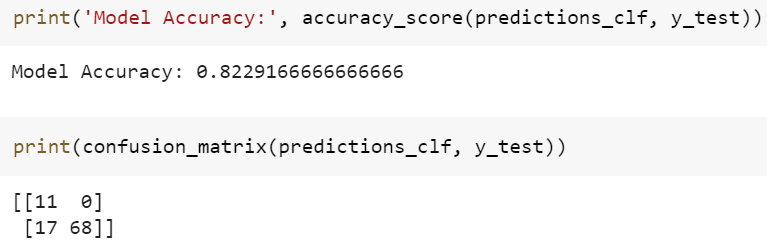 print('Model Accuracy:', accuracy_score(predictions_clf, y_test))
Model Accuracy: 0.8229166666666666
print(confusion_matrix(predictions_clf, y_test))
[[11  0]
 [17 68]]